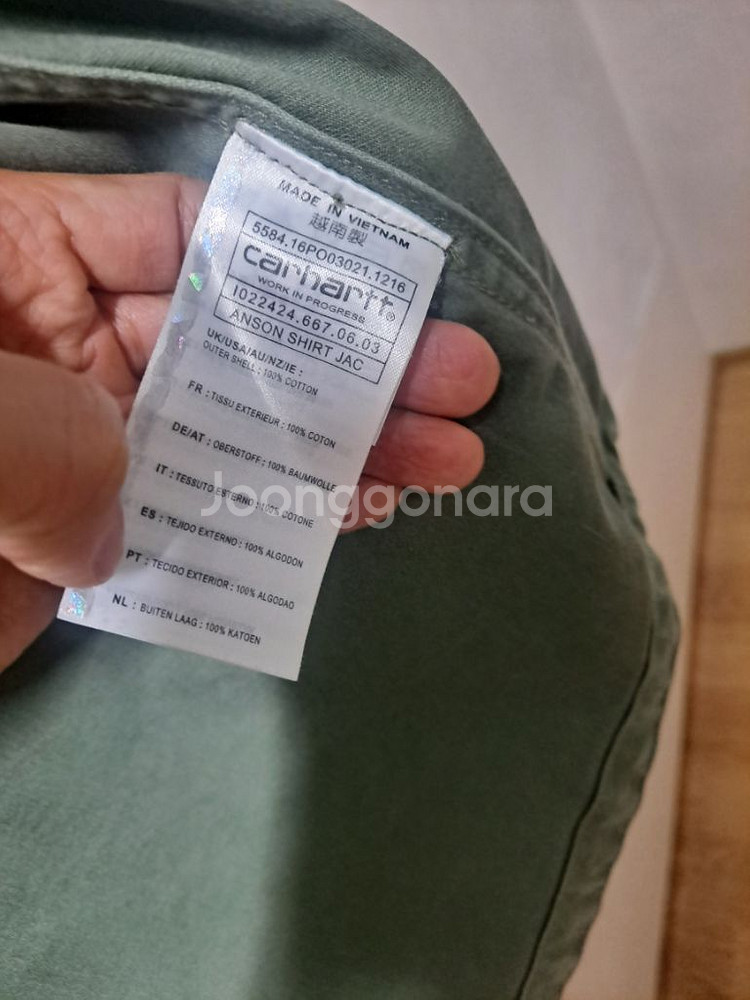 MADE IN VIETNAM
越南製
5584.16PO03021.1216
carhartt®
WORK IN PROGRESS
I022424.667.06.03
ANSON SHIRT JAC
UK/USA/AU/NZ/IE :
OUTER SHELL : 100% COTTON
FR : TISSU EXTERIEUR : 100% COTON
DE/AT : OBERSTOFF : 100% BAUMWOLLE
IT : TESSUTO ESTERNO : 100% COTONE
ES : TEJIDO EXTERNO : 100% ALGODON
PT : TECIDO EXTERIOR : 100% ALGODAO
NL : BUITEN LAAG : 100% KATOEN
Joonggonara